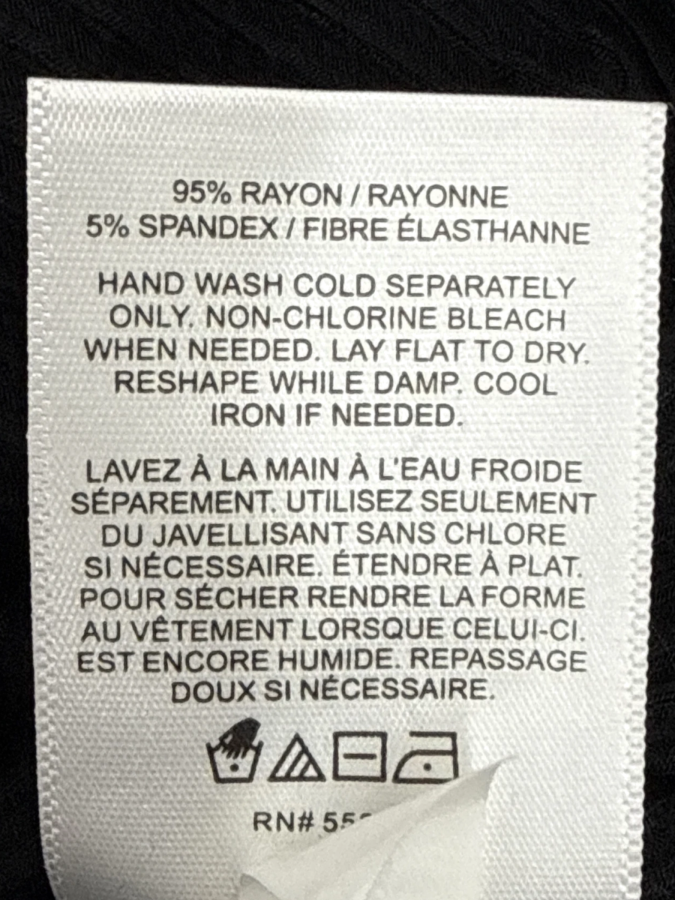 95% RAYON / RAYONNE
5% SPANDEX / FIBRE ÉLASTHANNE
HAND WASH COLD SEPARATELY
ONLY. NON-CHLORINE BLEACH
WHEN NEEDED. LAY FLAT TO DRY.
RESHAPE WHILE DAMP. COOL
IRON IF NEEDED.
LAVEZ À LA MAIN À L'EAU FROIDE
SÉPAREMENT. UTILISEZ SEULEMENT
DU JAVELLISANT SANS CHLORE
SI NÉCESSAIRE. ÉTENDRE À PLAT.
POUR SÉCHER RENDRE LA FORME
AU VÊTEMENT LORSQUE CELUI-CI.
EST ENCORE HUMIDE. REPASSAGE
DOUX SI NÉCESSAIRE.
RN#